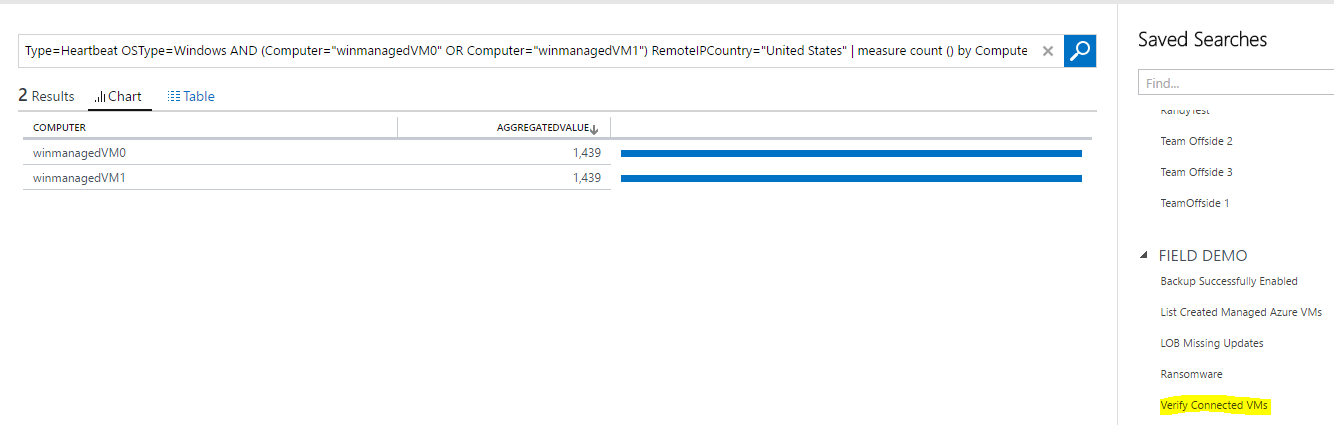 Type=Heartbeat OSType=Windows AND (Computer="winmanagedVM0" OR Computer="winmanagedVM1") RemoteIPCountry="United States" | measure count () by Compute
2 Results
Chart
Table
COMPUTER
AGGREGATEDVALUE
winmanagedVM0
1,439
winmanagedVM1
1,439
Saved Searches
Find...
RandyTest
Team Offside 2
Team Offside 3
TeamOffside 1
FIELD DEMO
Backup Successfully Enabled
List Created Managed Azure VMs
LOB Missing Updates
Ransomware
Verify Connected VMs